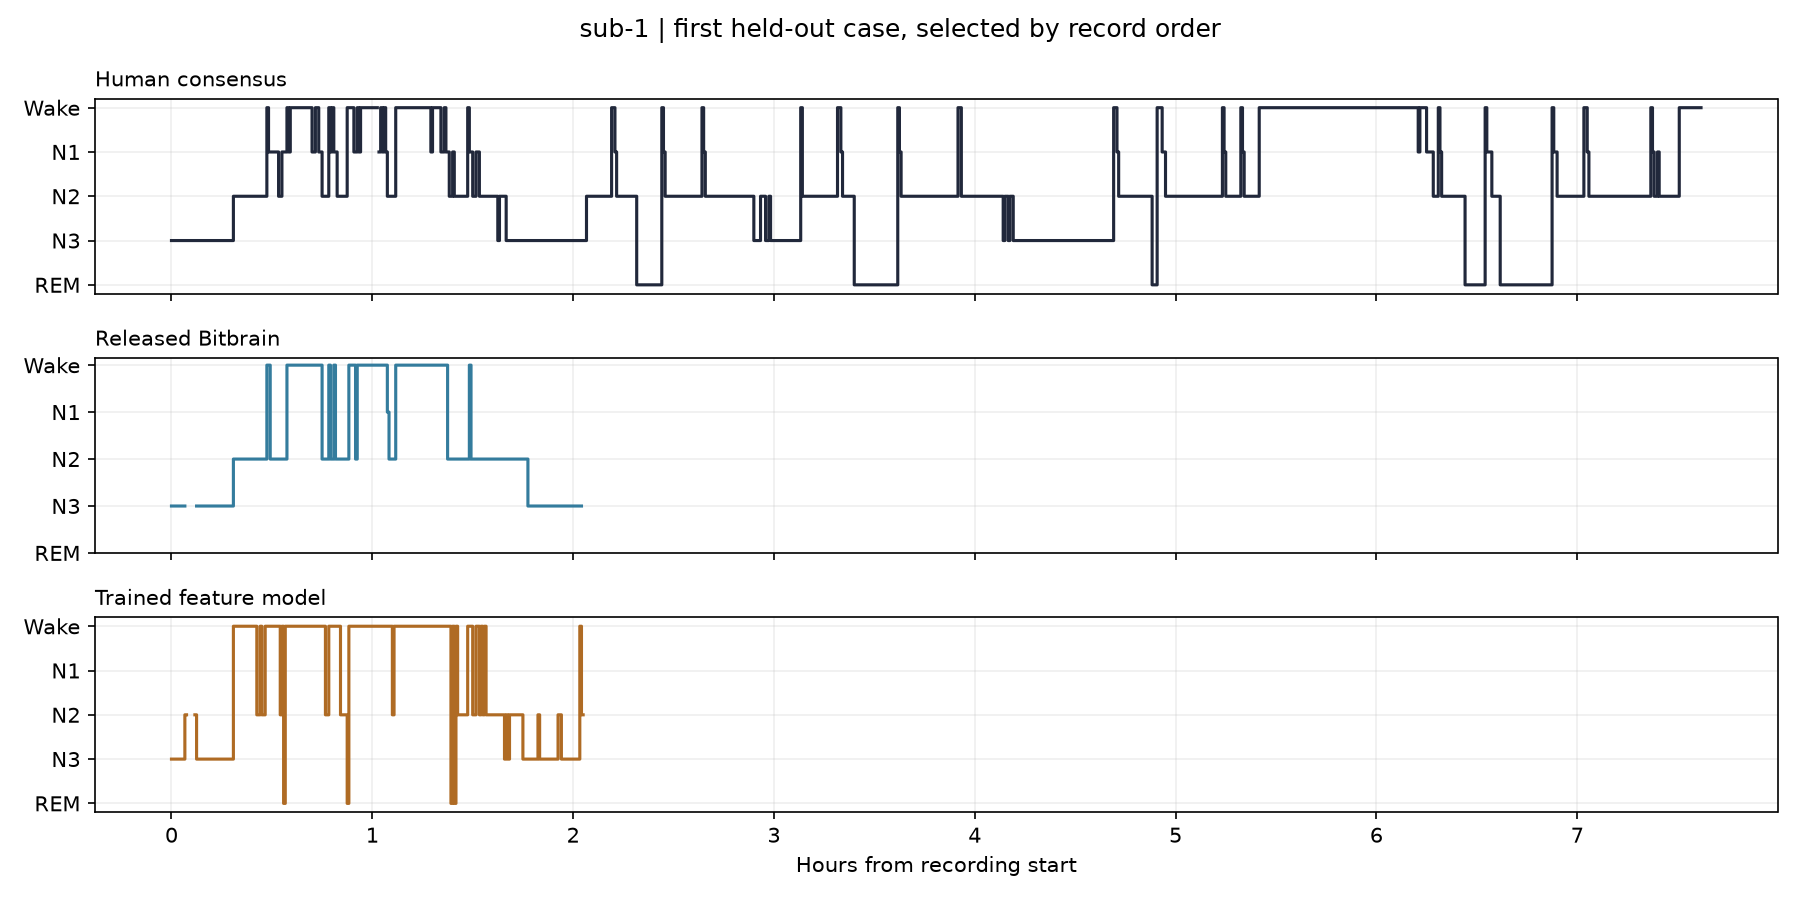 sub-1 | first held-out case, selected by record order
Human consensus
Wake
N1
N2
N3
REM
Released Bitbrain
Wake
N1
N2
N3
REM
Trained feature model
Wake
N1
N2
N3
REM
0 1 2 3 4 5 6 7
Hours from recording start